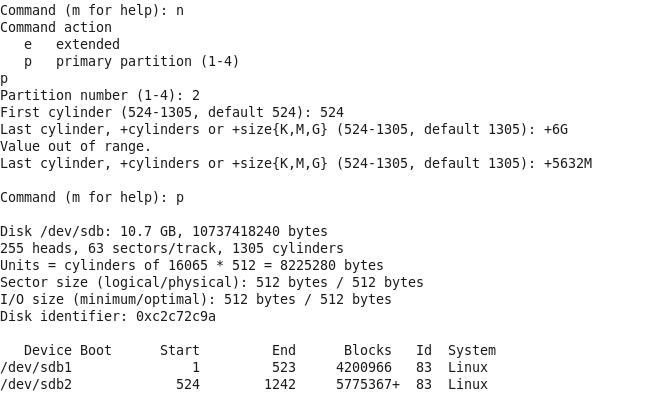 Command (m for help): n
Command action
   e   extended
   p   primary partition (1-4)
p
Partition number (1-4): 2
First cylinder (524-1305, default 524): 524
Last cylinder, +cylinders or +size{K,M,G} (524-1305, default 1305): +6G
Value out of range.
Last cylinder, +cylinders or +size{K,M,G} (524-1305, default 1305): +5632M

Command (m for help): p

Disk /dev/sdb: 10.7 GB, 10737418240 bytes
255 heads, 63 sectors/track, 1305 cylinders
Units = cylinders of 16065 * 512 = 8225280 bytes
Sector size (logical/physical): 512 bytes / 512 bytes
I/O size (minimum/optimal): 512 bytes / 512 bytes
Disk identifier: 0xc2c72c9a

   Device Boot      Start         End      Blocks   Id  System
/dev/sdb1               1         523     4200966   83  Linux
/dev/sdb2             524        1242     5775367+  83  Linux